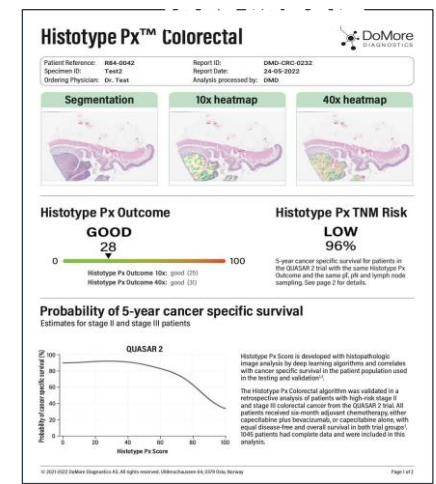 Histotype Px™ Colorectal
DoMore
DIAGNOSTICS
Patient Reference: R84-0042
Specimen ID: Test2
Ordering Physician: Dr. Test
Report ID: DMD-CRC-0232
Report Date: 24-05-2022
Analysis processed by: DMD
Segmentation
10x heatmap
40x heatmap
Histotype Px Outcome
GOOD
28
0
100
Histotype Px Outcome 10x: good (25)
Histotype Px Outcome 40x: good (31)
Histotype Px TNM Risk
LOW
96%
5-year cancer specific survival for patients in
the QUASAR 2 trial with the same Histotype Px
Outcome and the same pT, pN and lymph node
sampling. See page 2 for details.
Probability of 5-year cancer specific survival
Estimates for stage II and stage III patients
QUASAR 2
Probability of cancer specific survival (%)
100
80
60
40
20
0
0
20
40
60
80
100
Histotype Px Score
Histotype Px Score is developed with histopathologic
image analysis by deep learning algorithms and correlates
with cancer specific survival in the patient population used
in the testing and validation
The Histotype Px Colorectal algorithm was validated in a
retrospective analysis of patients with high-risk stage II
and stage III colorectal cancer from the QUASAR 2 trial. All
patients received six-month adjuvant chemotherapy, either
capecitabine plus bevacizumab, or capecitabine alone, with
equal disease-free and overall survival in both trial groups
1045 patients had complete data and were included in this
analysis.
© 2021-2022 DoMore Diagnostics AS. All rights reserved. Ullernchausseen 64, 0379 Oslo, Norway
Page 1 of 2